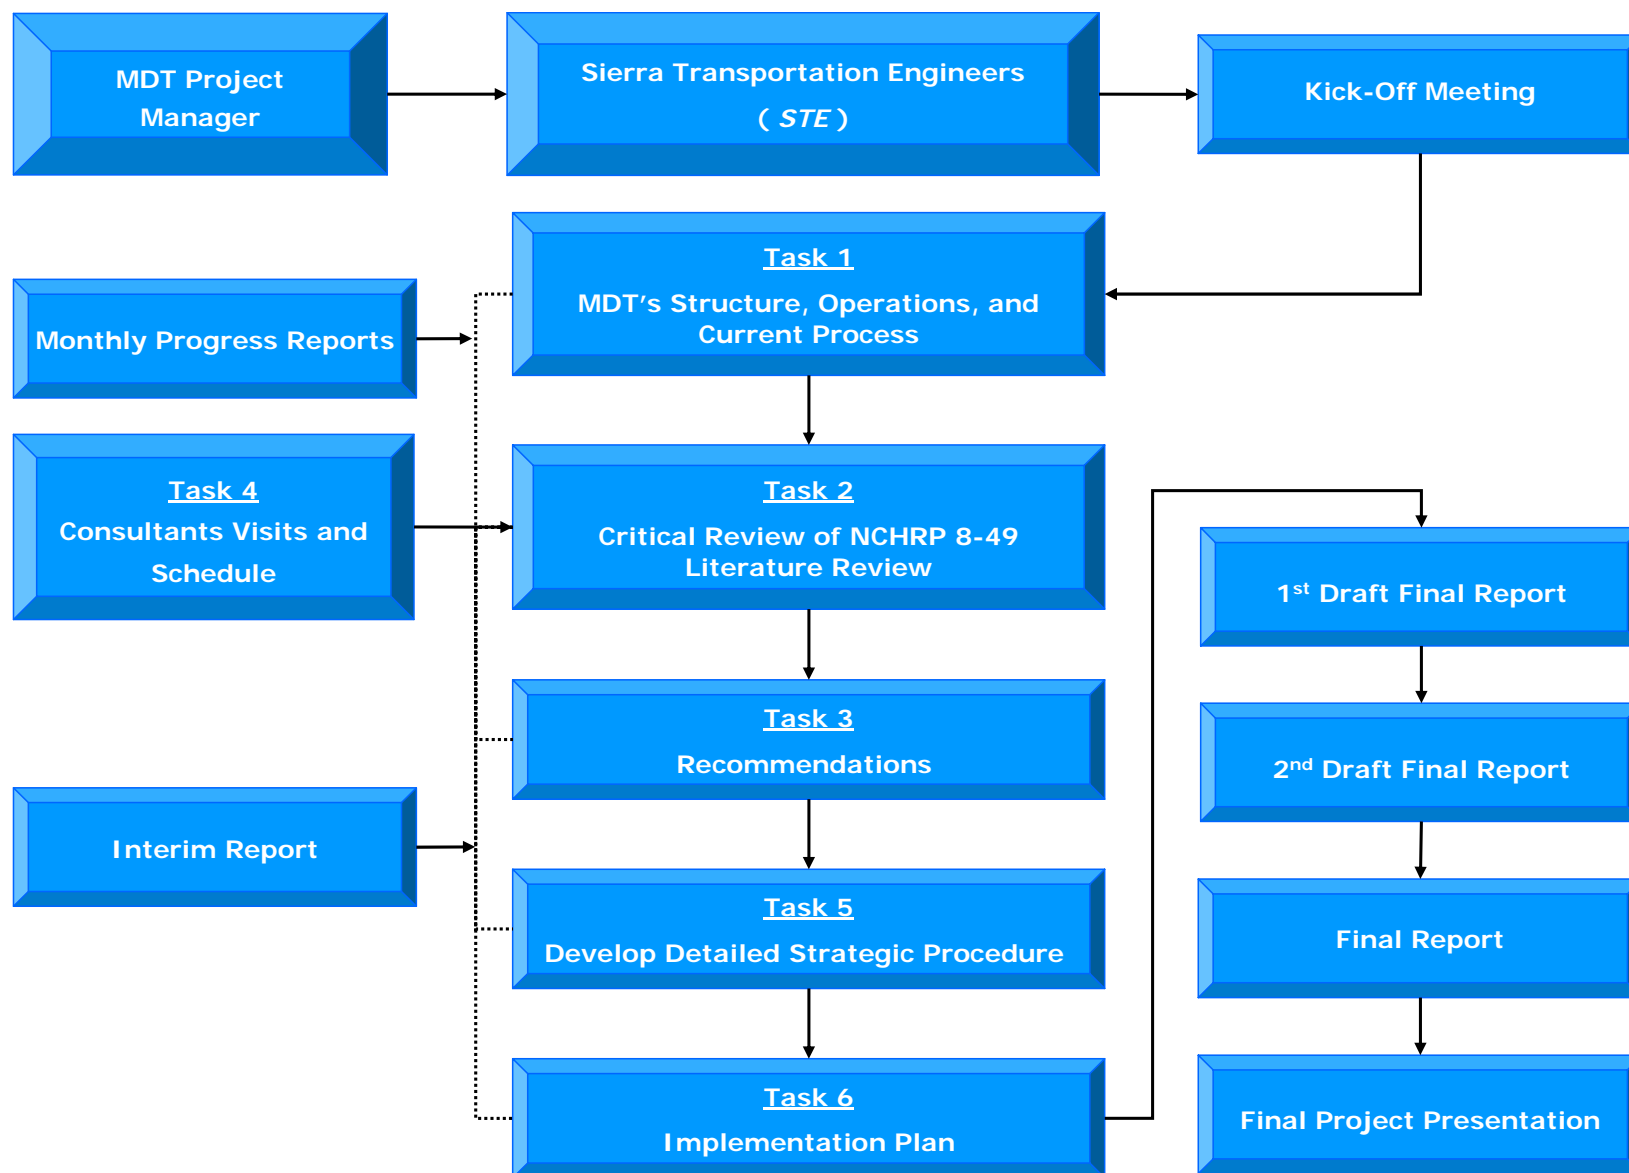 MDT Project
Manager
Sierra Transportation Engineers
( STE )
Kick-Off Meeting
Task 1
MDT's Structure, Operations, and
Current Process
Monthly Progress Reports
Task 4
Consultants Visits and
Schedule
Task 2
Critical Review of NCHRP 8-49
Literature Review
Task 3
Recommendations
Interim Report
Task 5
Develop Detailed Strategic Procedure
Task 6
Implementation Plan
1st Draft Final Report
2nd Draft Final Report
Final Report
Final Project Presentation